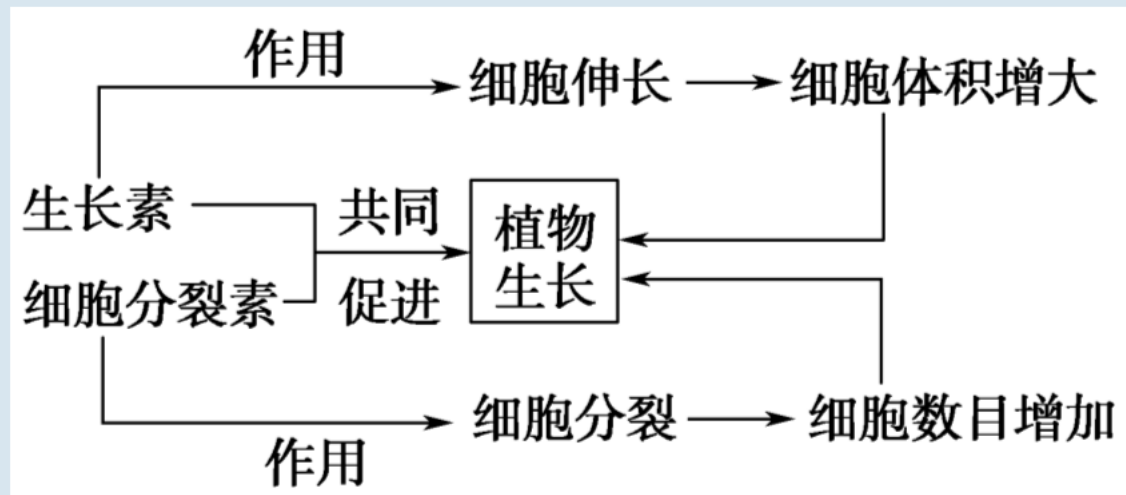 作用
细胞伸长
细胞体积增大
生长素
共同
促进
植物
生长
细胞分裂素
细胞分裂
细胞数目增加
作用